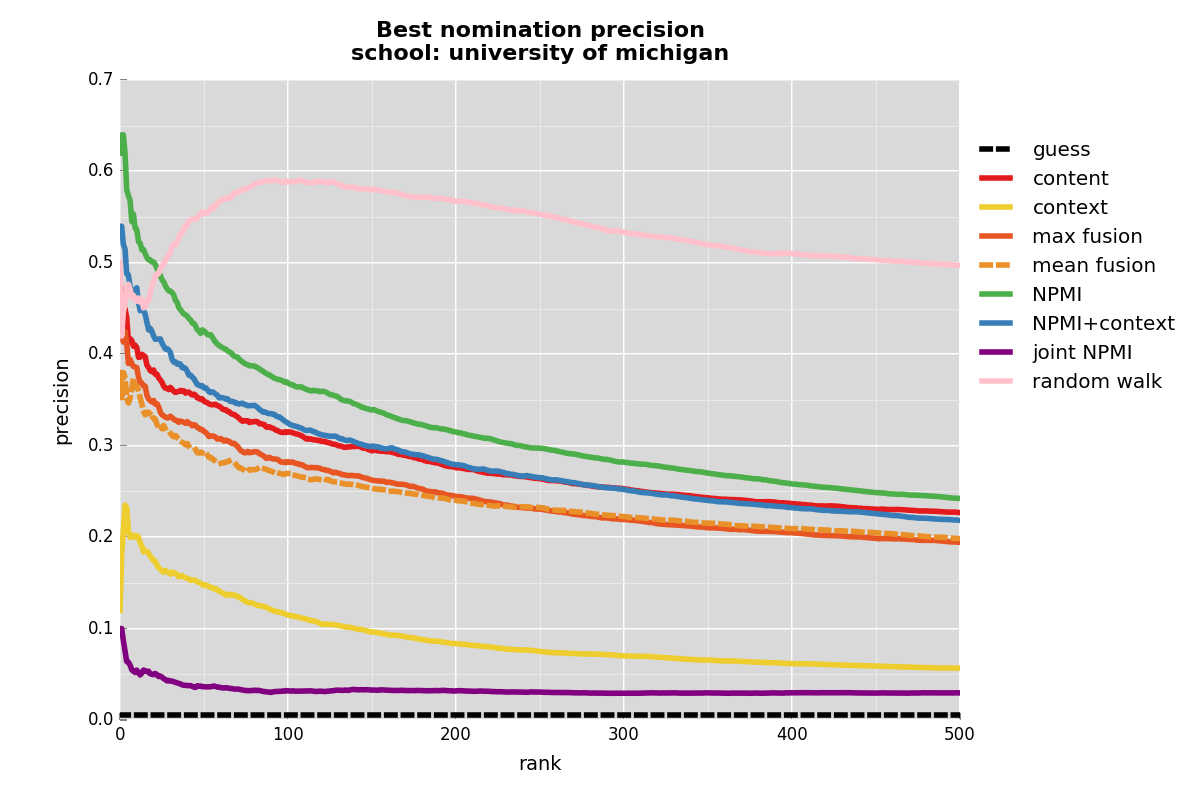 Best nomination precision
school: university of michigan
precision
0.7
0.6
0.5
0.4
0.3
0.2
0.1
0.0
0
100
200
300
400
500
rank
guess
content
context
max fusion
mean fusion
NPMI
NPMI+context
joint NPMI
random walk